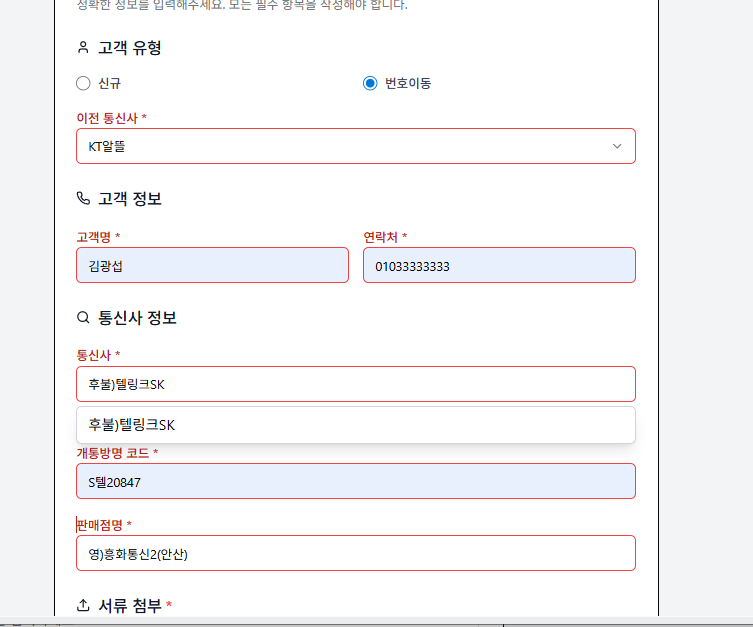 정확한 정보를 입력해주세요. 모든 필수 항목을 작성해야 합니다.
고객 유형
신규
번호이동
이전 통신사 *
KT알뜰
고객 정보
고객명 *
연락처 *
김광섭
01033333333
통신사 정보
통신사 *
후불)텔링크SK
후불)텔링크SK
개통방명 코드 *
S텔20847
판매점명 *
영)흥화통신2(안산)
서류 첨부 *